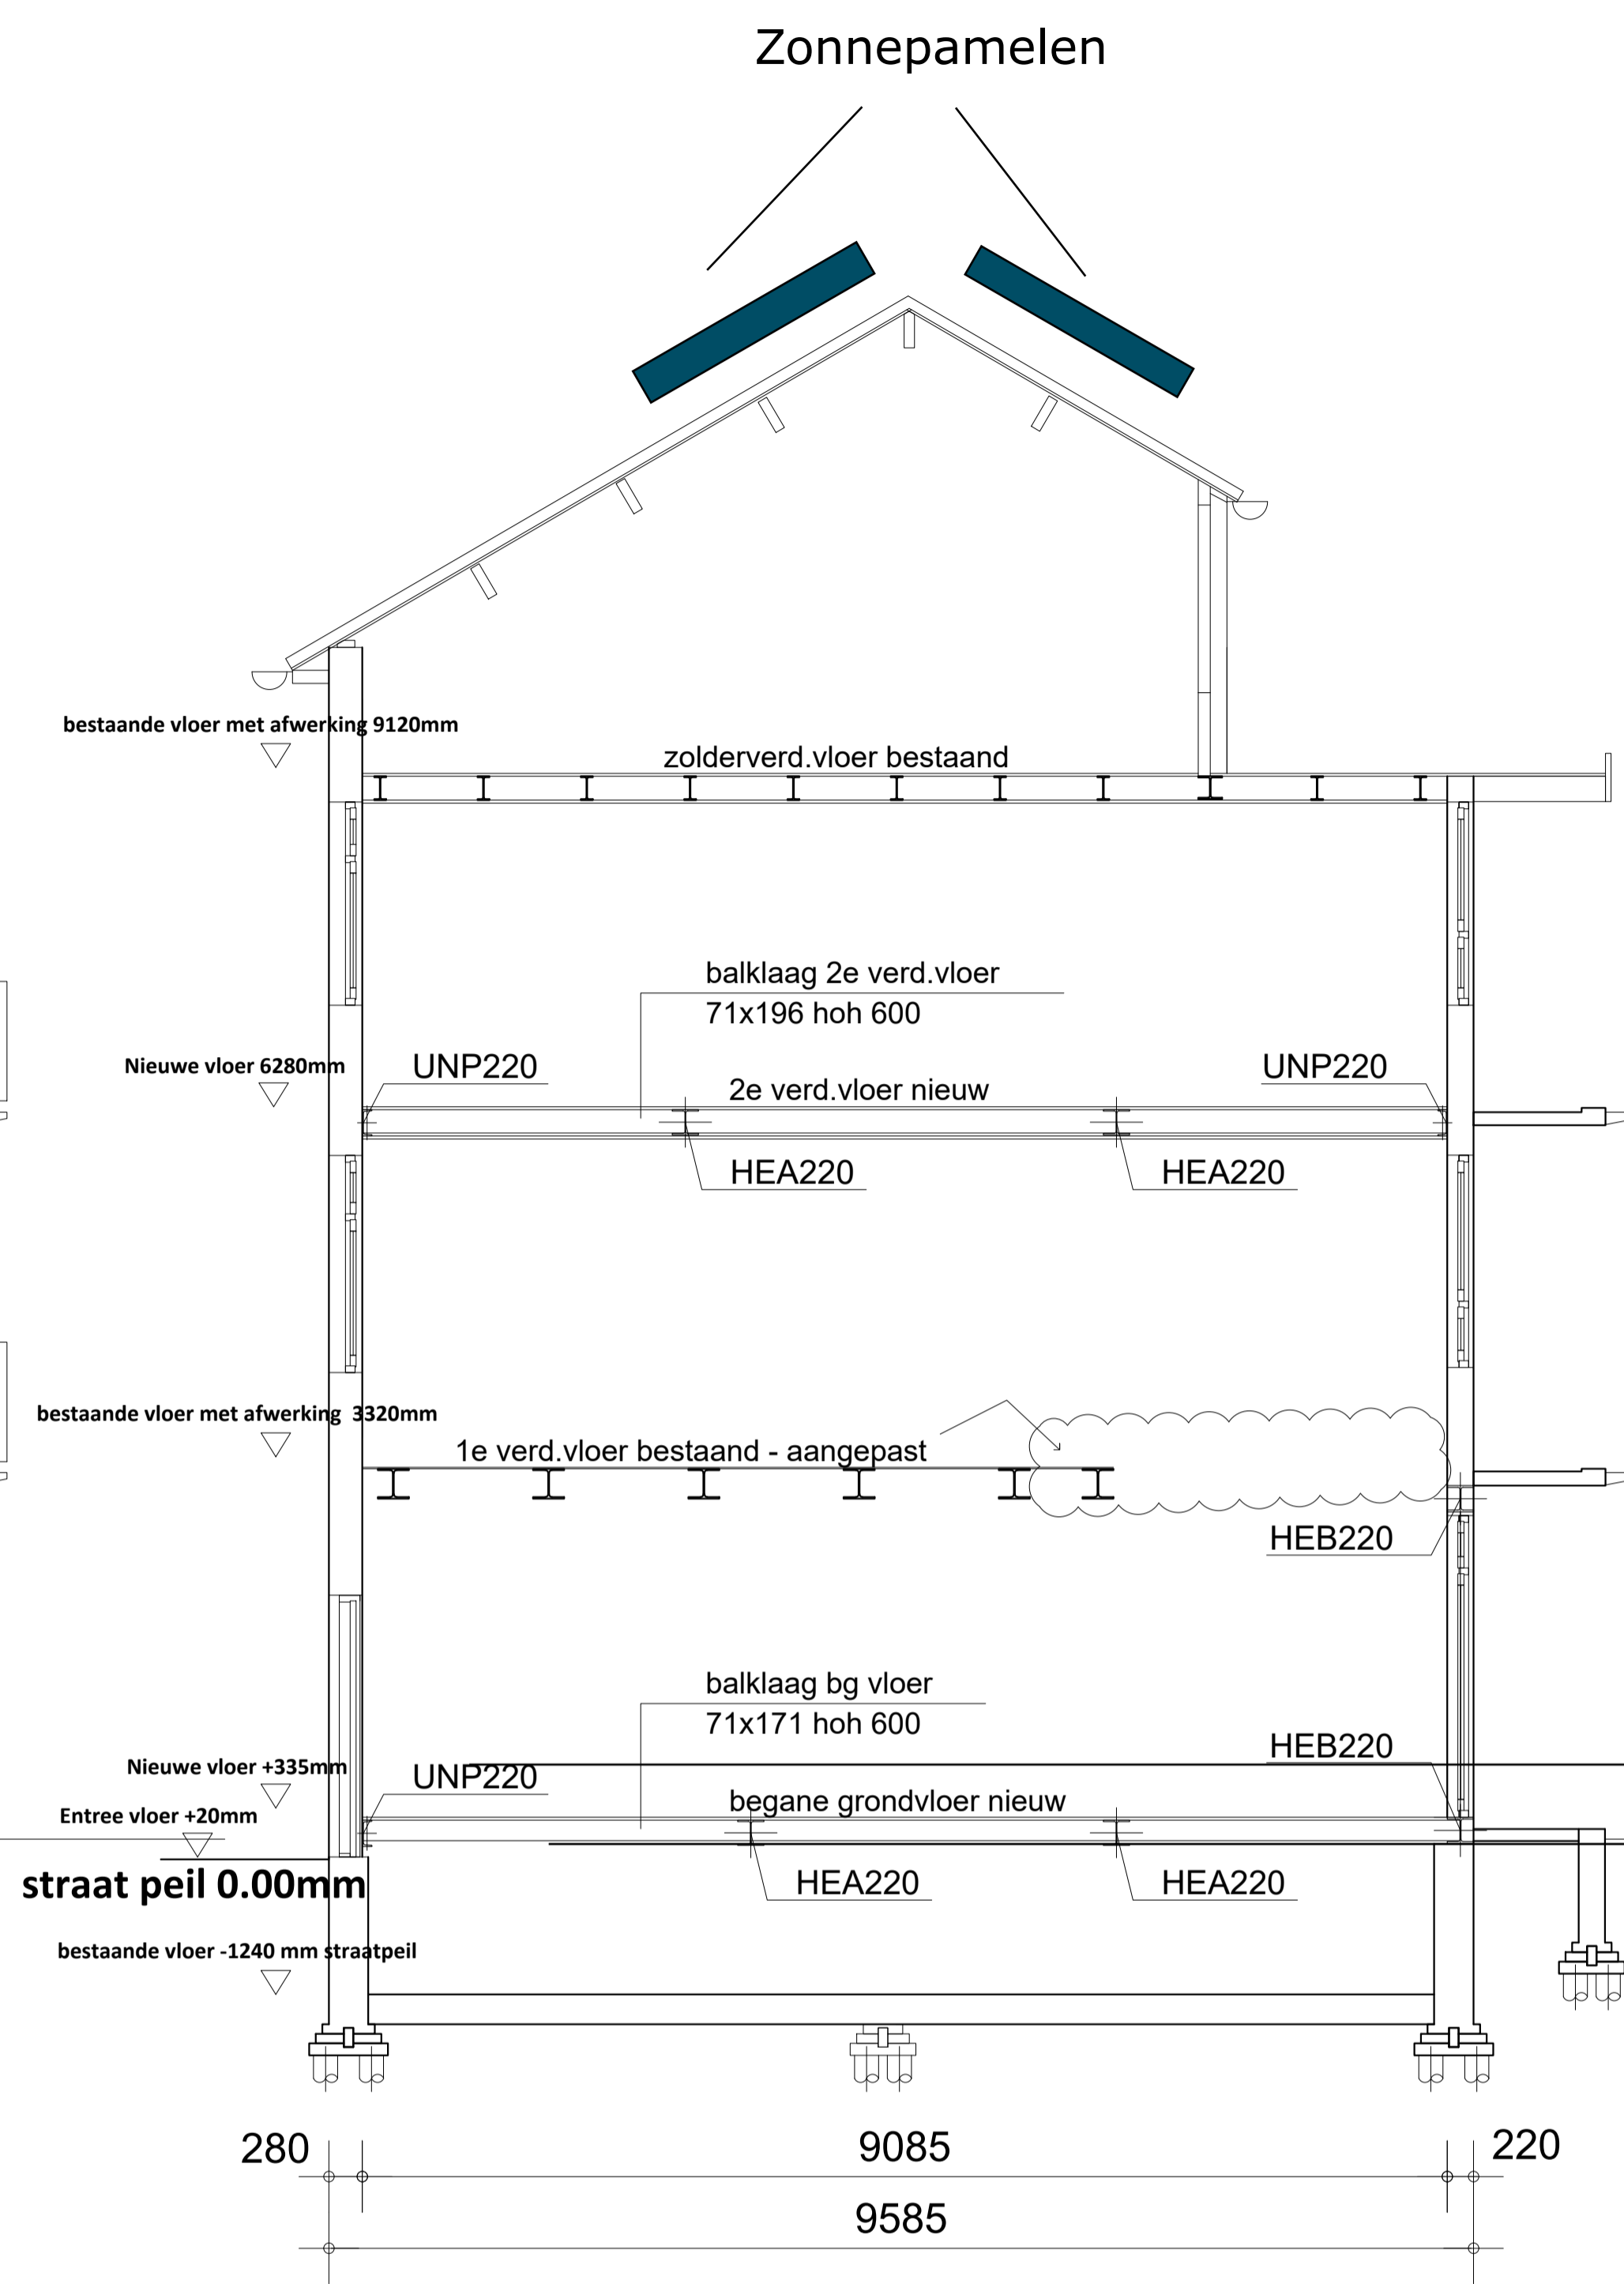 Zonnepamelen
bestaande vloer met afwerking 9120mm
zolderverd.vloer bestaand
balklaag 2e verd.vloer
71x196 hoh 600
Nieuwe vloer 6280mm
UNP220
UNP220
2e verd.vloer nieuw
HEA220
HEA220
bestaande vloer met afwerking 3320mm
1e verd.vloer bestaand - aangepast
HEB220
balklaag bg vloer
71x171 hoh 600
HEB220
Nieuwe vloer +335mm
UNP220
begane grondvloer nieuw
Entree vloer +20mm
straat peil 0.00mm
HEA220
HEA220
bestaande vloer -1240 mm straatpeil
280
9085
220
9585